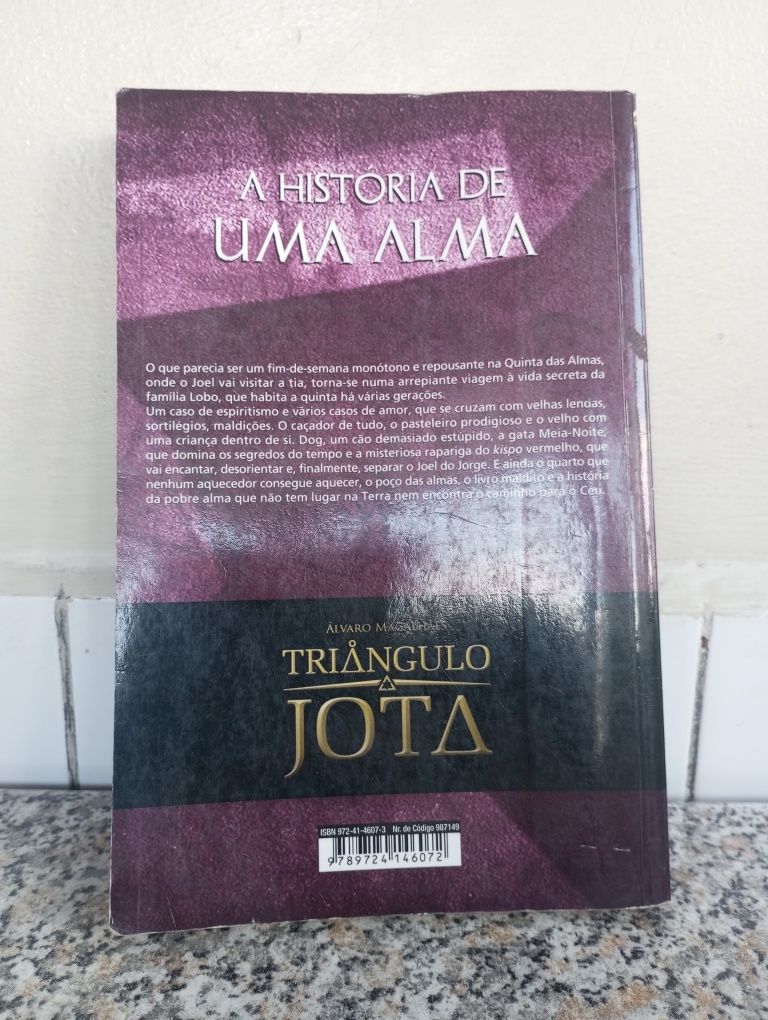 A HISTÓRIA DE
UMA ALMA
O que parecia ser um fim-de-semana monótono e repousante na Quinta das Almas,
onde o Joel vai visitar a tia, torna-se numa arrepiante viagem à vida secreta da
família Lobo, que habita a quinta há várias gerações.
Um caso de espiritismo e vários casos de amor, que se cruzam com velhas lendas,
sortilégios, maldições. O caçador de tudo, o pasteleiro prodigioso e o velho com
uma criança dentro de si. Dog, um cão demasiado estúpido, a gata Meia-Noite,
que domina os segredos do tempo e a misteriosa rapariga do kispo vermelho, que
vai encantar, desorientar e, finalmente, separar o Joel do Jorge. E ainda o quarto que
nenhum aquecedor consegue aquecer, o poço das almas, o livro maldito e a história
da pobre alma que não tem lugar na Terra nem encontra o caminho para o Céu.
ÁLVARO MAGALHÃES
TRIÂNGULO
JOTA
ISBN 972-41-4607-3 Nr. de Código 987149
9789724146072